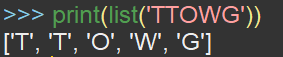 >>> print(list('TTOWG'))
['T', 'T', 'O', 'W', 'G']